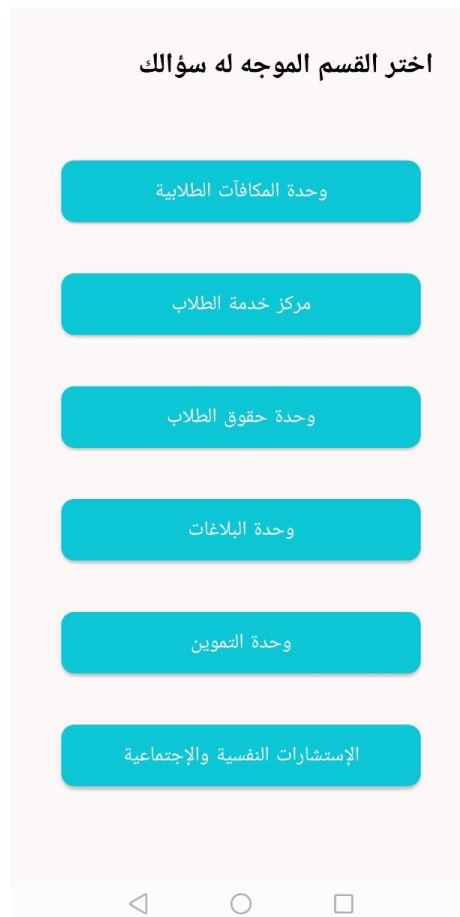 اختر القسم الموجه له سؤالك
وحدة المكافآت الطلابية
مركز خدمة الطلاب
وحدة حقوق الطلاب
وحدة البلاغات
وحدة التموين
الإستشارات النفسية والإجتماعية